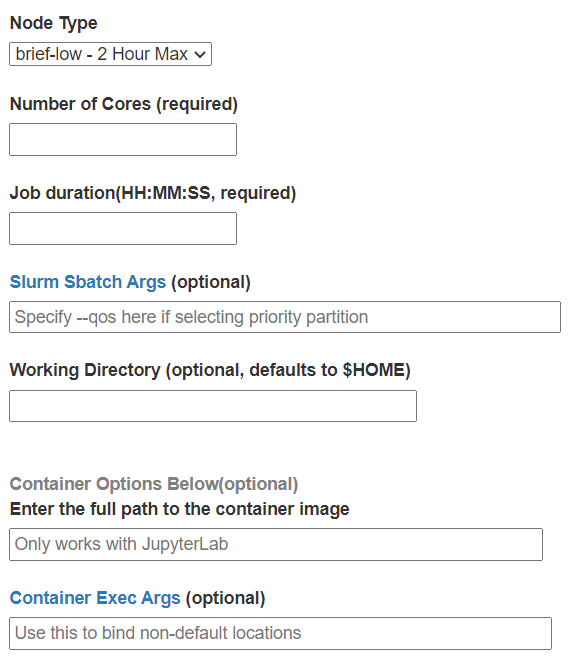 Node Type
brief-low - 2 Hour Max
Number of Cores (required)
Job duration(HH:MM:SS, required)
Slurm Sbatch Args (optional)
Specify --qos here if selecting priority partition
Working Directory (optional, defaults to $HOME)
Container Options Below(optional)
Enter the full path to the container image
Only works with JupyterLab
Container Exec Args (optional)
Use this to bind non-default locations